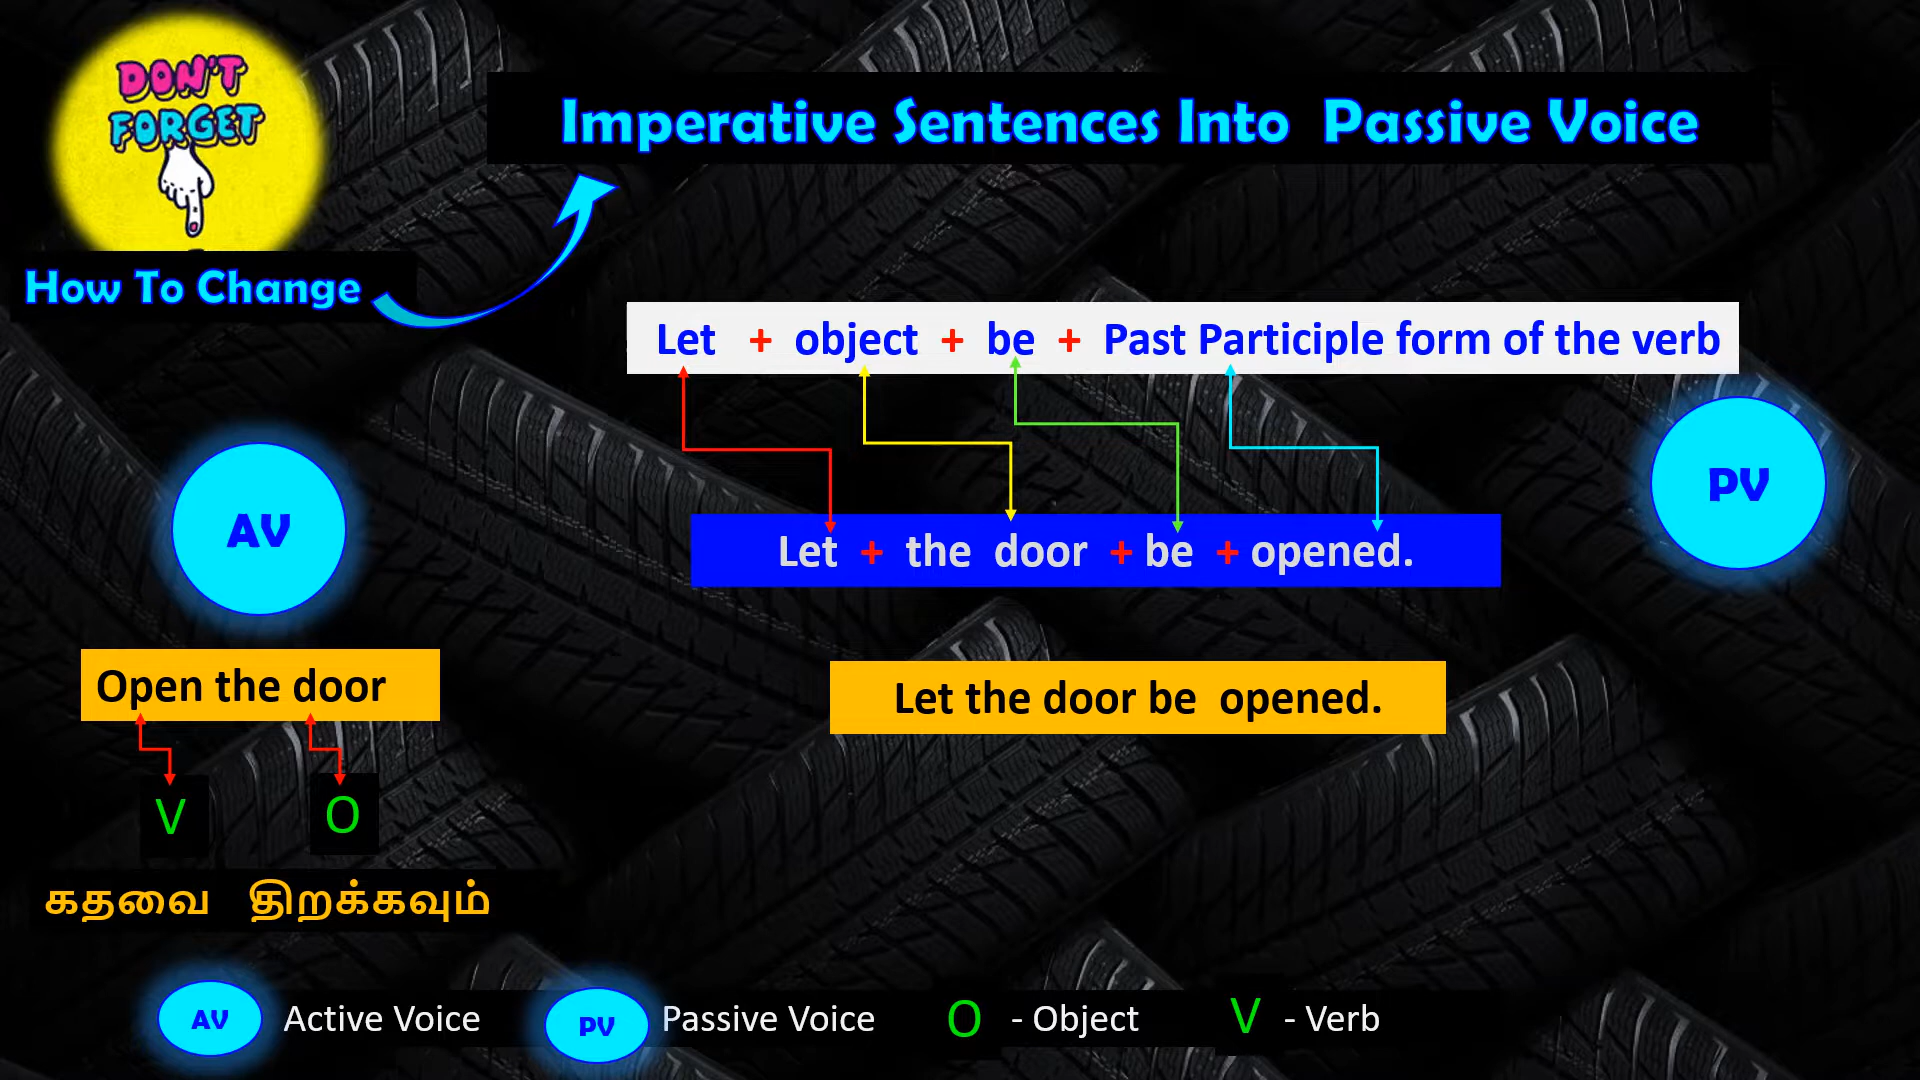 DON'T
FORGET
Imperative Sentences Into Passive Voice
How To Change
Let + object + be + Past Participle form of the verb
AV
PV
Let + the door + be + opened.
Open the door
Let the door be opened.
V O
கதவை திறக்கவும்
AV Active Voice PV Passive Voice O - Object V - Verb